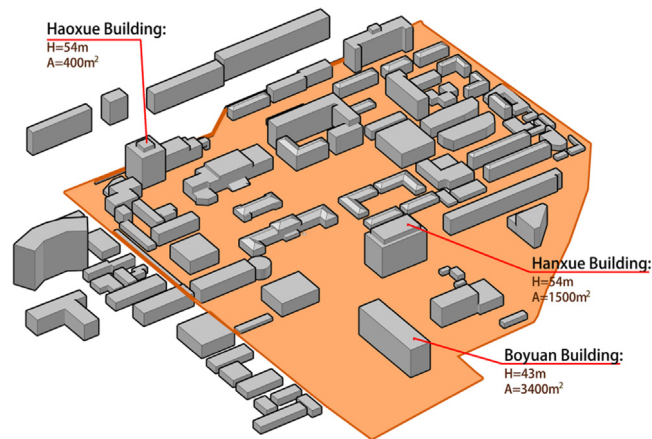 Haoxue Building:
H=54m
A=400m²
Hanxue Building:
H=54m
A=1500m²
Boyuan Building:
H=43m
A=3400m²